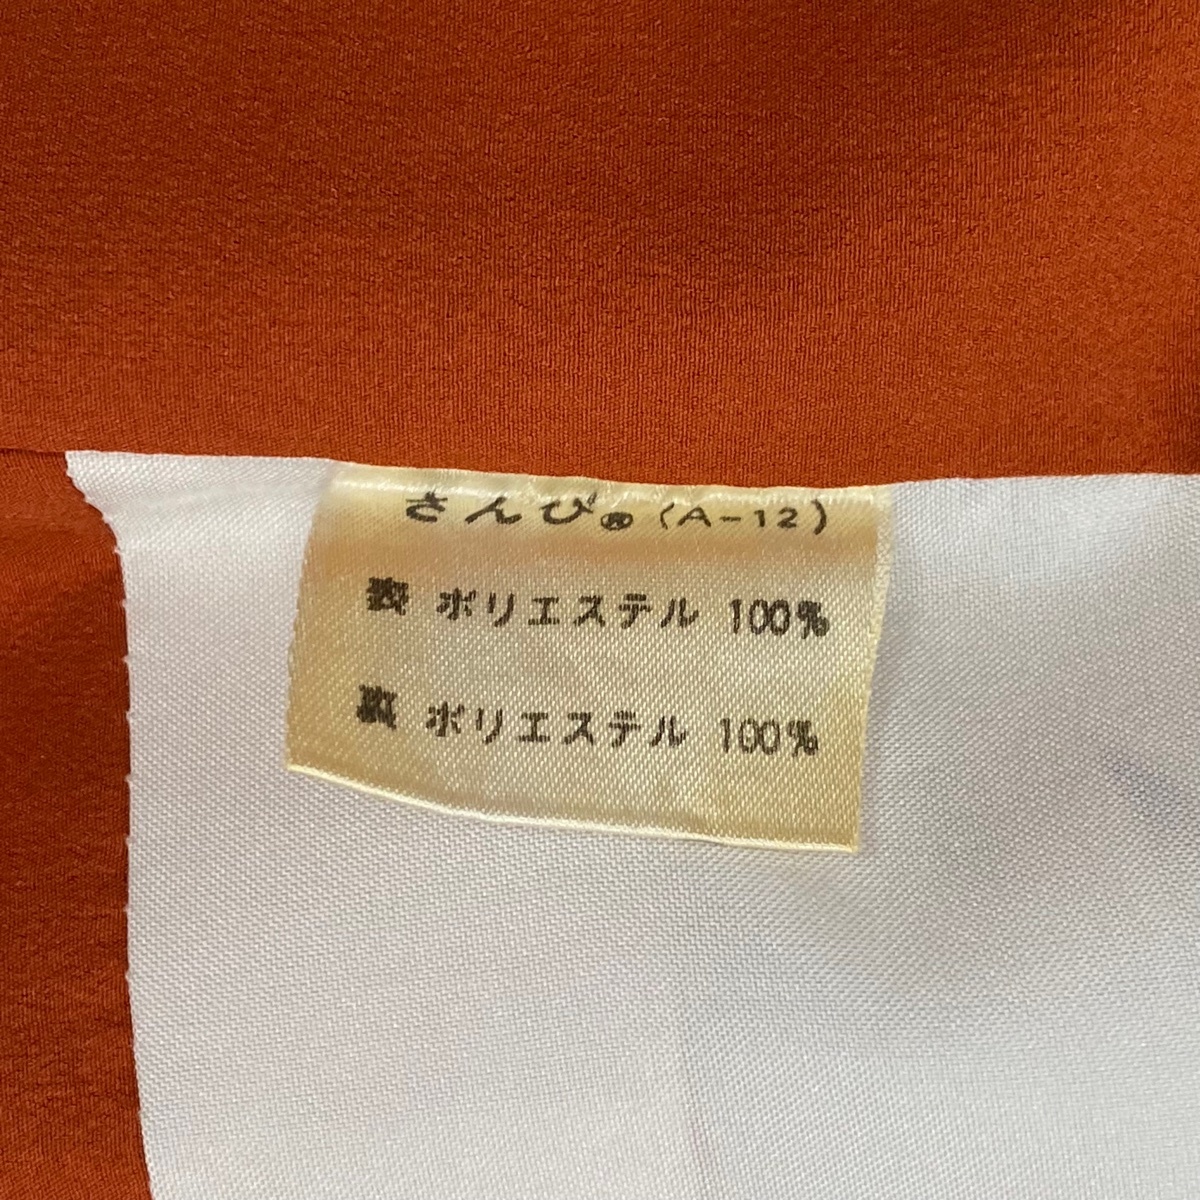 さんび®(A-12)
表 ポリエステル 100%
裏 ポリエステル 100%